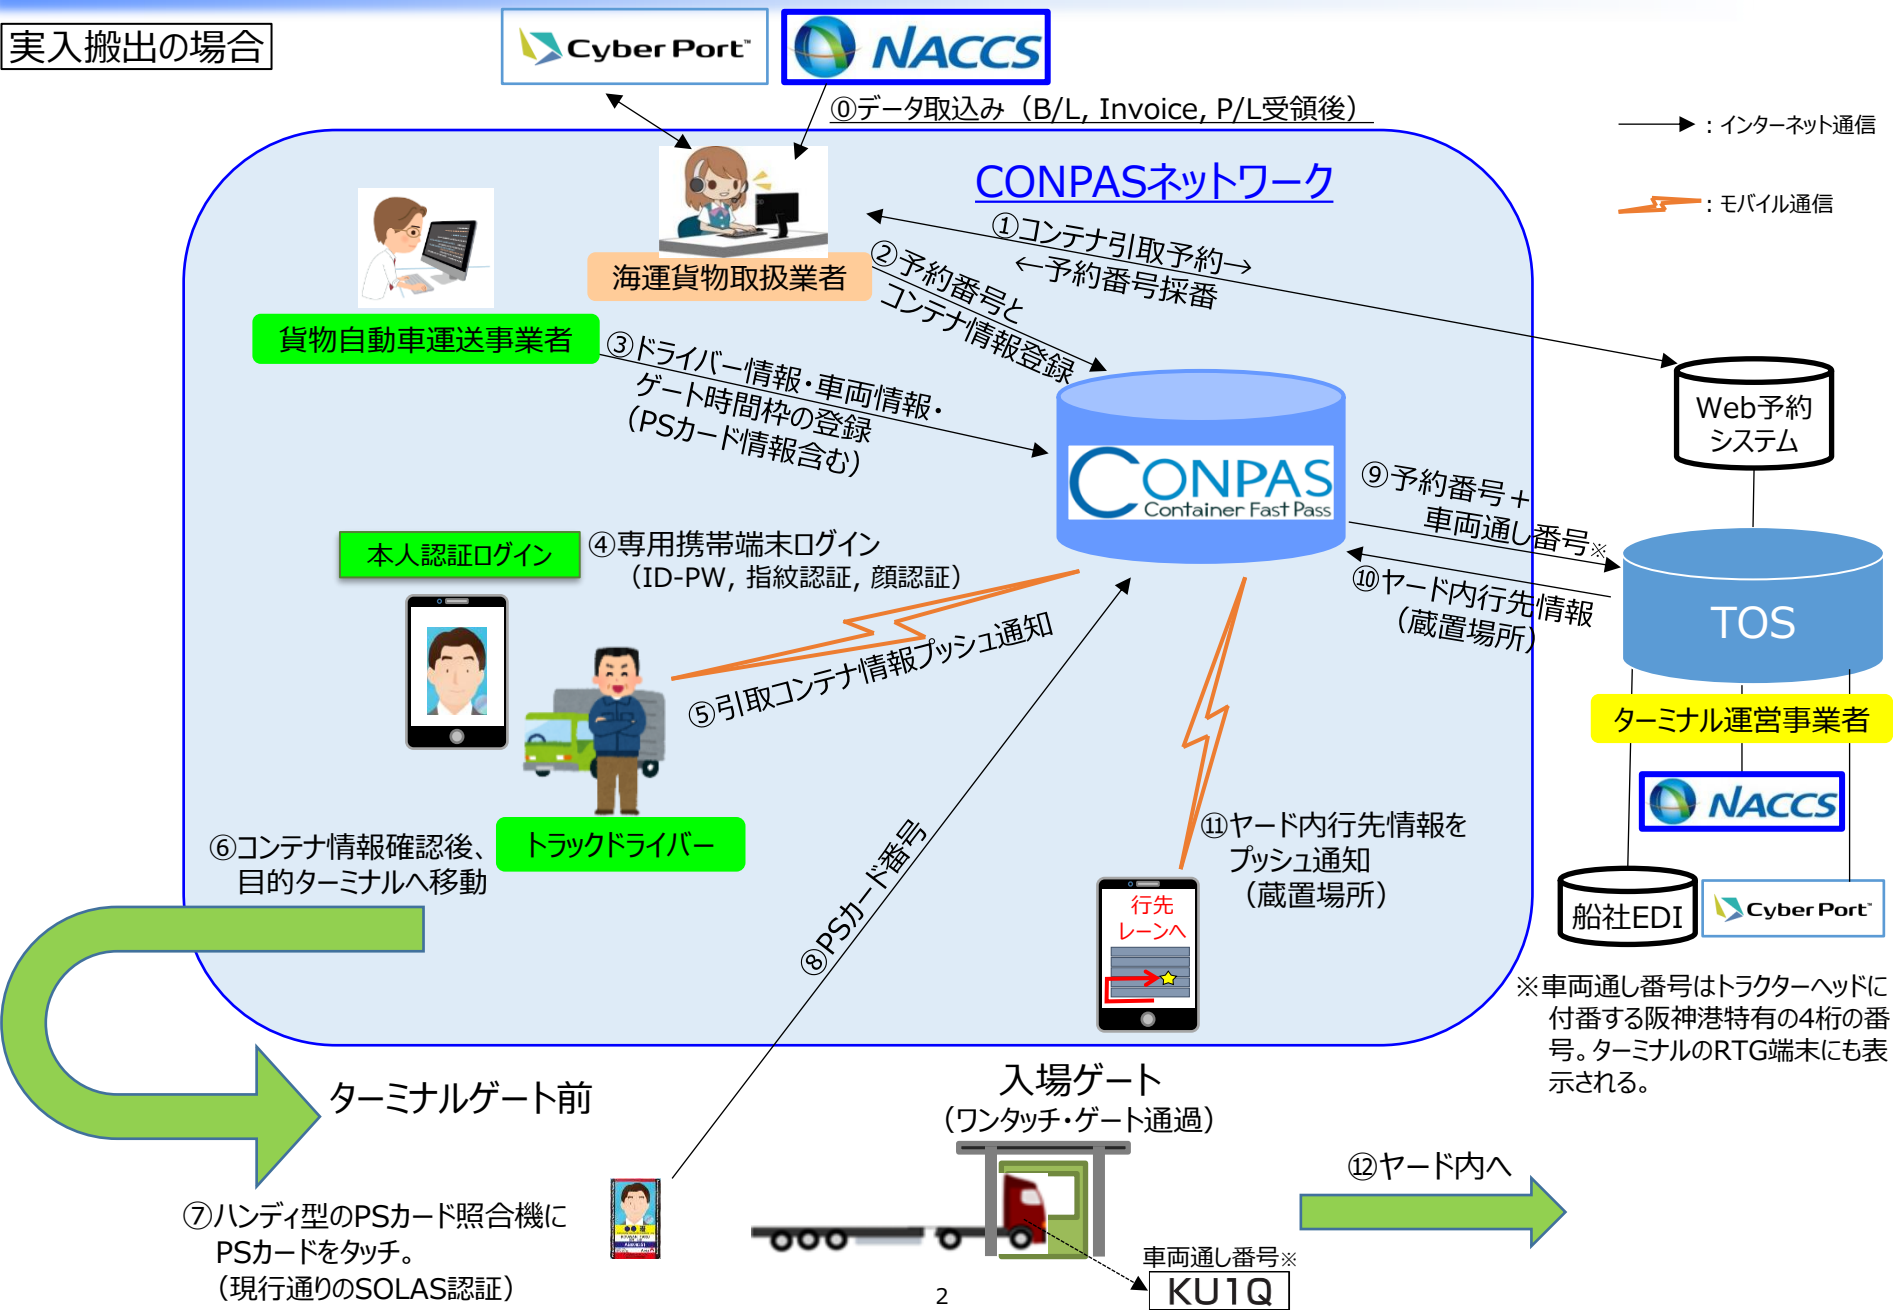 実入搬出の場合
Cyber Port™
NACCS
⓪データ取込み（B/L, Invoice, P/L受領後）
：インターネット通信
：モバイル通信
CONPASネットワーク
①コンテナ引取予約→
←予約番号採番
海運貨物取扱業者
②予約番号と
コンテナ情報登録
貨物自動車運送事業者
③ドライバー情報・車両情報・
ゲート時間枠の登録
（PSカード情報含む）
CONPAS
Container Fast Pass
Web予約
システム
⑨予約番号＋
車両通し番号※
⑩ヤード内行先情報
（蔵置場所）
TOS
ターミナル運営事業者
NACCS
船社EDI
Cyber Port™
本人認証ログイン
④専用携帯端末ログイン
（ID-PW, 指紋認証, 顔認証）
⑤引取コンテナ情報プッシュ通知
トラックドライバー
⑥コンテナ情報確認後、
目的ターミナルへ移動
⑧PSカード番号
⑪ヤード内行先情報を
プッシュ通知
（蔵置場所）
行先
レーンへ
※車両通し番号はトラクターヘッドに
付番する阪神港特有の4桁の番
号。ターミナルのRTG端末にも表
示される。
ターミナルゲート前
⑦ハンディ型のPSカード照合機に
PSカードをタッチ。
（現行通りのSOLAS認証）
入場ゲート
（ワンタッチ・ゲート通過）
⑫ヤード内へ
車両通し番号※
KU1Q
2